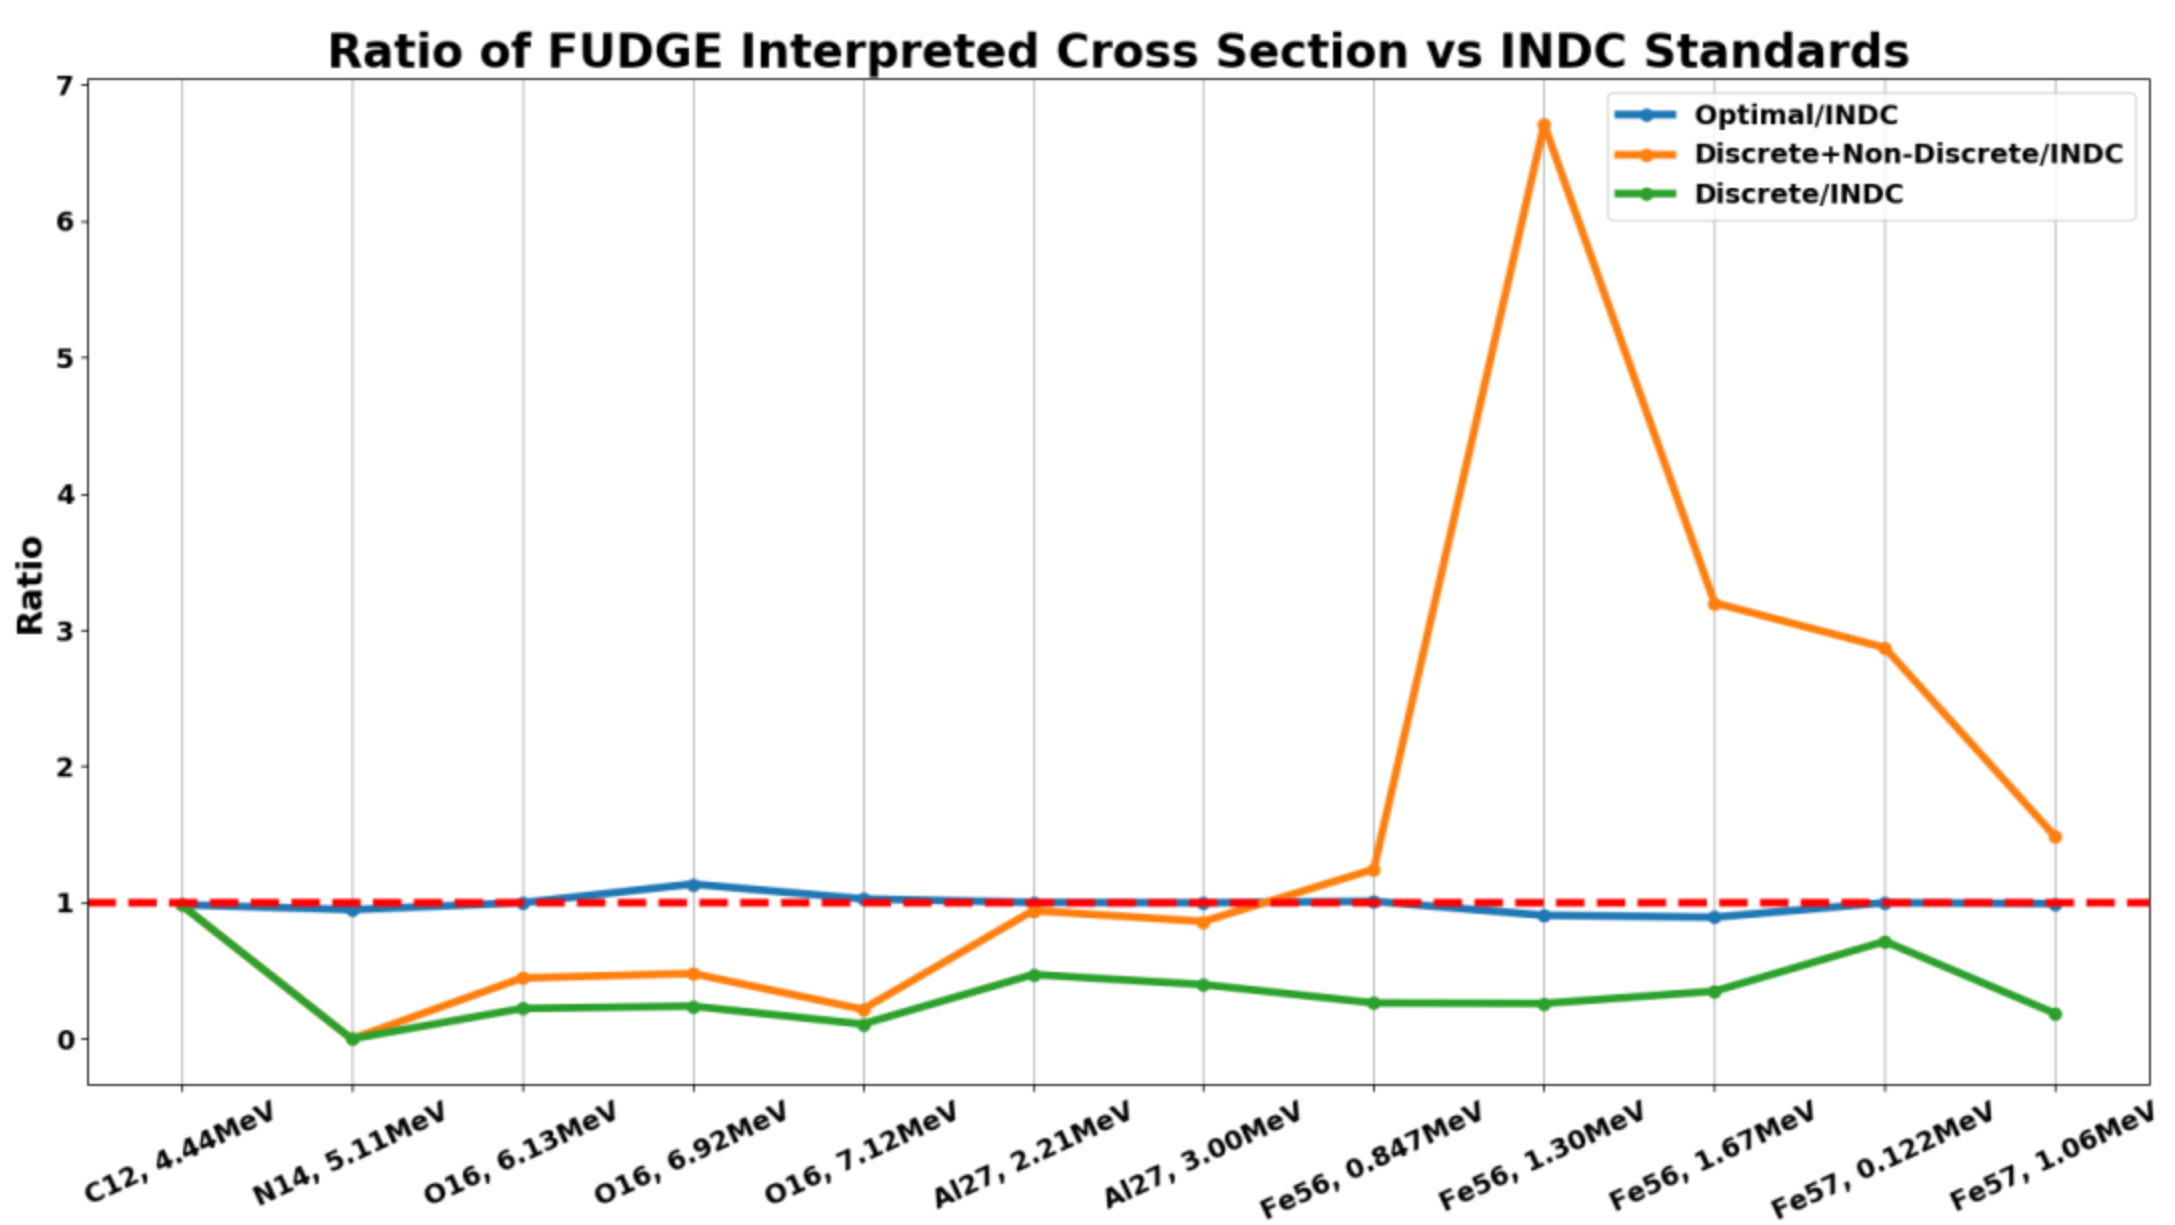 Ratio of FUDGE Interpreted Cross Section vs INDC Standards
Optimal/INDC
Discrete+Non-Discrete/INDC
Discrete/INDC
Ratio
7
6
5
4
3
2
1
0
C12, 4.44MeV
N14, 5.11MeV
O16, 6.13MeV
O16, 6.92MeV
O16, 7.12MeV
Al27, 2.21MeV
Al27, 3.00MeV
Fe56, 0.847MeV
Fe56, 1.30MeV
Fe56, 1.67MeV
Fe57, 0.122MeV
Fe57, 1.06MeV